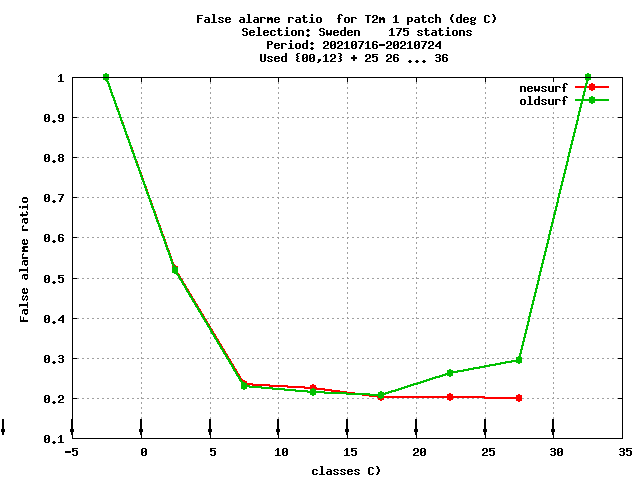 False alarme ratio  for T2m 1 patch (deg C)
Selection: Sweden    175 stations
Period: 20210716-20210724
Used {00,12} + 25 26 ... 36
newsurf
oldsurf
False alarme ratio
1
0.9
0.8
0.7
0.6
0.5
0.4
0.3
0.2
0.1
-5 0 5 10 15 20 25 30 35
classes C)